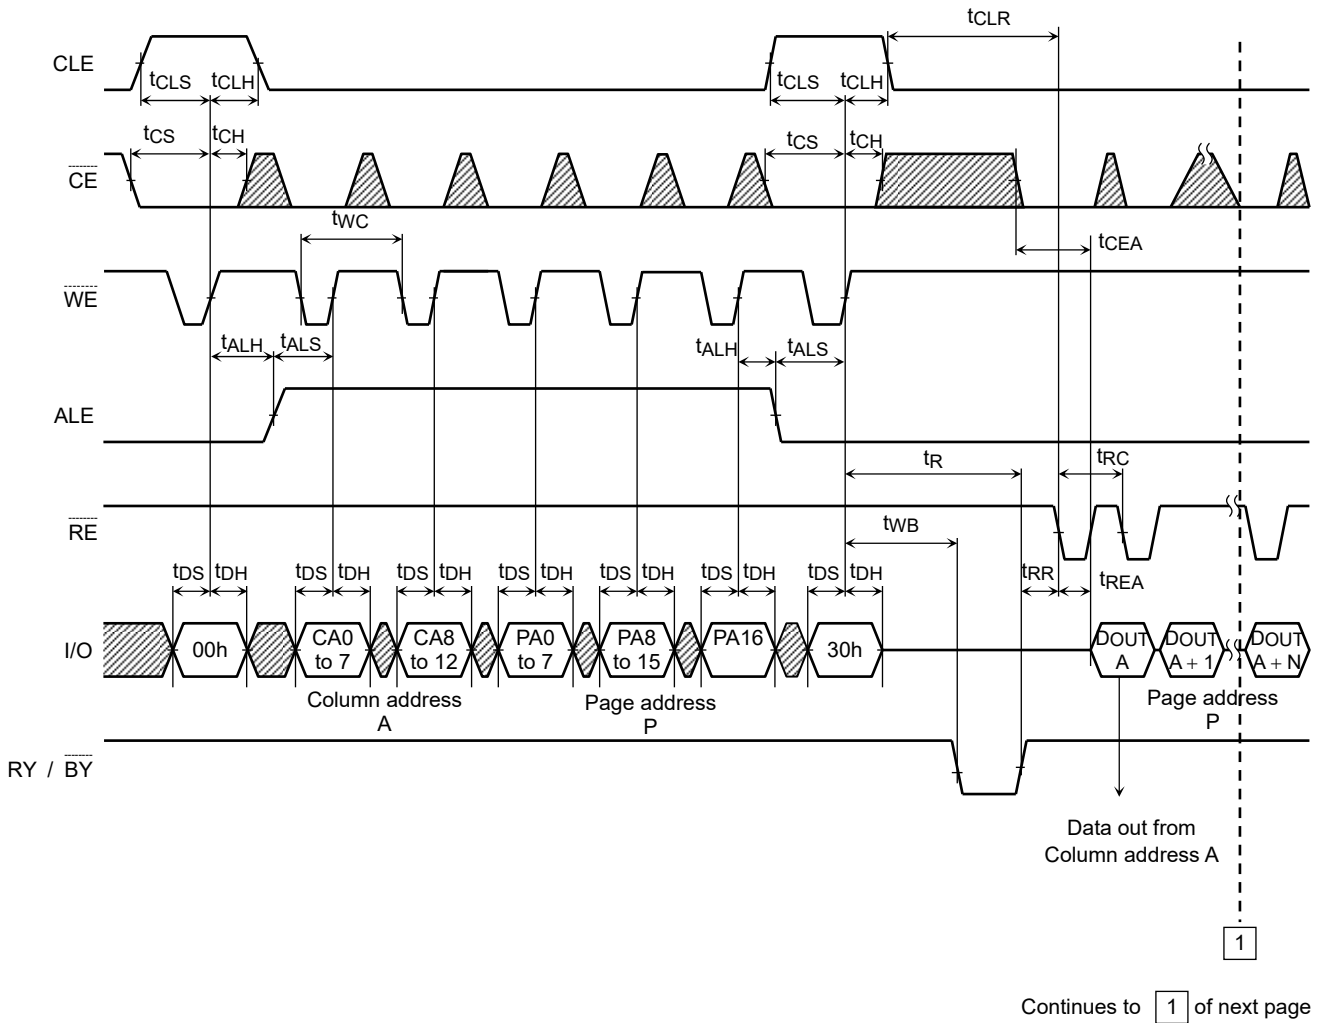 tCLR
CLE
tCLS tCLH tCLS tCLH
tCS tCH tCS tCH
CE
tWC
tCEA
WE
tALH tALS tALH tALS
ALE
tR tRC
RE
tWB
tDS tDH tDS tDH tDS tDH tDS tDH tDS tDH tDS tDH tDS tDH tRR tREA
I/O
00h
CA0
to 7
CA8
to 12
PA0
to 7
PA8
to 15
PA16
30h
DOUT
A
DOUT
A + 1
DOUT
A + N
Column address
A
Page address
P
Page address
P
RY / BY
Data out from
Column address A
1
Continues to 1 of next page